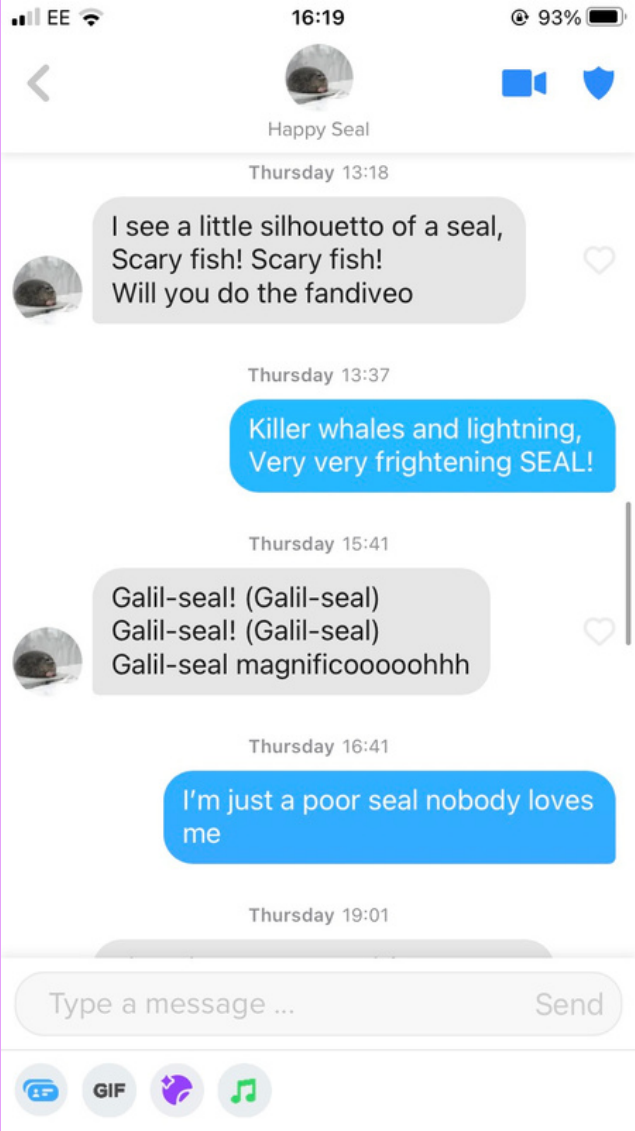 EE 16:19 93%
Happy Seal
Thursday 13:18
I see a little silhouetto of a seal,
Scary fish! Scary fish!
Will you do the fandiveo
Thursday 13:37
Killer whales and lightning,
Very very frightening SEAL!
Thursday 15:41
Galil-seal! (Galil-seal)
Galil-seal! (Galil-seal)
Galil-seal magnificooooohhh
Thursday 16:41
I'm just a poor seal nobody loves
me
Thursday 19:01
Type a message ... Send
GIF